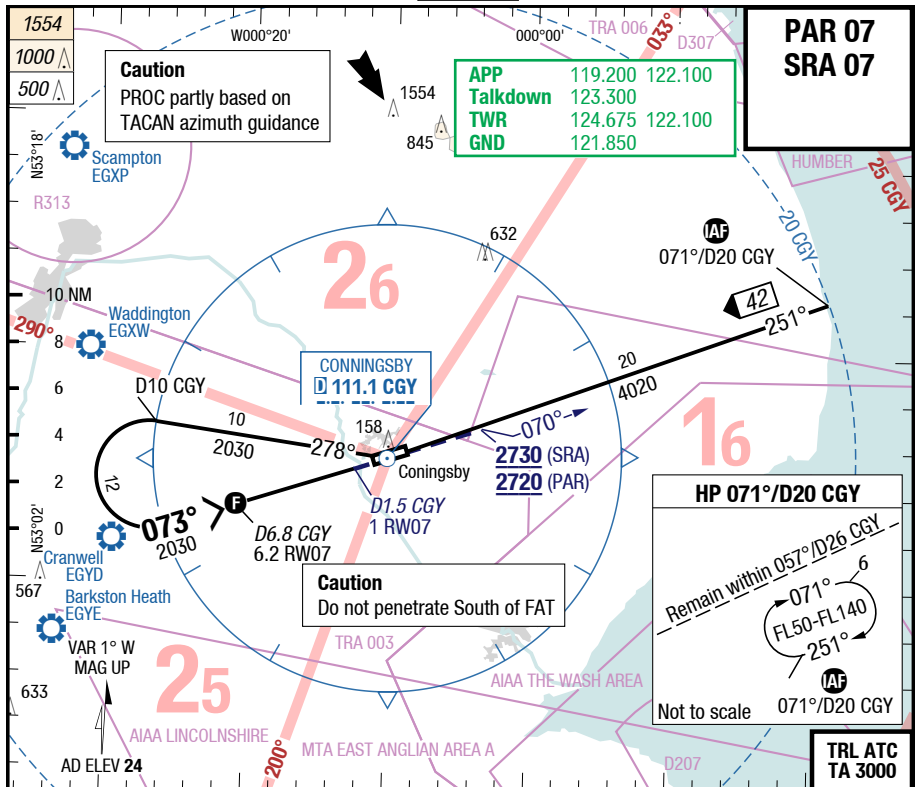 1554
1000
500
Caution
PROC partly based on
TACAN azimuth guidance
W000°20'
000°00'
TRA 006
033°
D307
PAR 07
SRA 07
APP 119.200 122.100
Talkdown 123.300
TWR 124.675 122.100
GND 121.850
1554
845
N53°18'
Scampton
EGXP
R313
HUMBER
25 CGY
20 CGY
IAF
071°/D20 CGY
632
26
42
251°
10 NM
Waddington
EGXW
290°
8
6
4
2
0
D10 CGY
CONNINGSBY
D 111.1 CGY
20
4020
10
2030
278°
158
070°
2730 (SRA)
2720 (PAR)
Coningsby
16
12
073°
2030
F
D6.8 CGY
6.2 RW07
D1.5 CGY
1 RW07
N53°02'
Cranwell
EGYD
567
Barkston Heath
EGYE
Caution
Do not penetrate South of FAT
HP 071°/D20 CGY
Remain within 057°/D26 CGY
071°
6
FL50-FL140
251°
IAF
071°/D20 CGY
Not to scale
VAR 1° W
MAG UP
TRA 003
25
633
AIAA THE WASH AREA
AIAA LINCOLNSHIRE
MTA EAST ANGLIAN AREA A
200°
D207
AD ELEV 24
TRL ATC
TA 3000